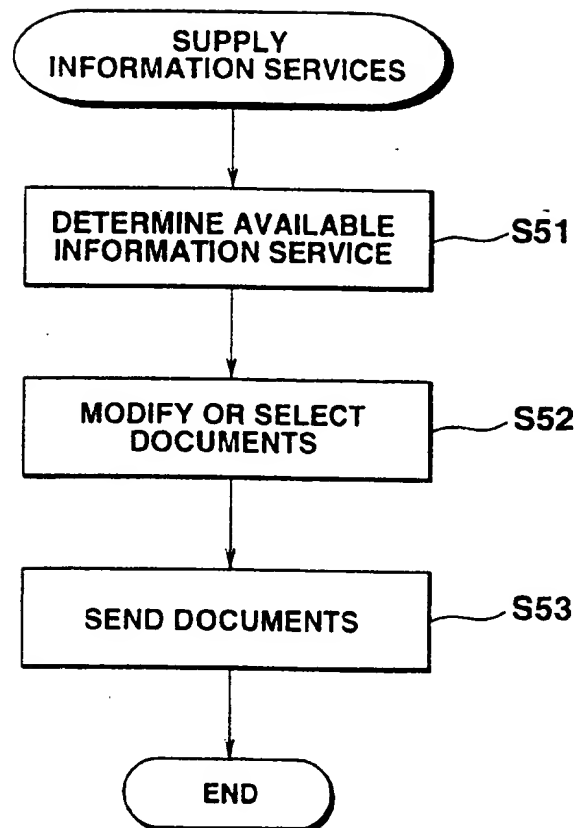 SUPPLY
INFORMATION SERVICES
DETERMINE AVAILABLE
INFORMATION SERVICE
S51
MODIFY OR SELECT
DOCUMENTS
S52
SEND DOCUMENTS
S53
END